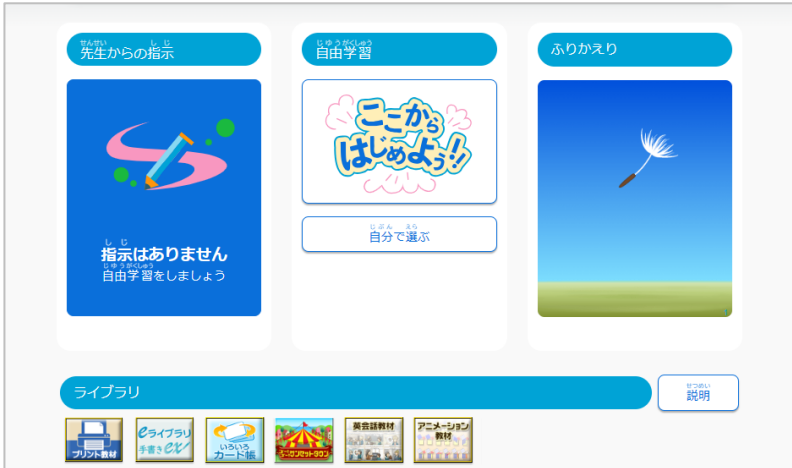 せんせい しじ
先生からの指示
じゆうがくしゅう
自由学習
ふりかえり
ここから
はじめよう!!
じぶん えら
自分で選ぶ
しじ
指示はありません
じゆうがくしゅう
自由学習をしましょう
ライブラリ
せつめい
説明
プリント教材
eライブラリ
手書きex
いろいろ
カード帳
英会話教材
アニメーション
教材